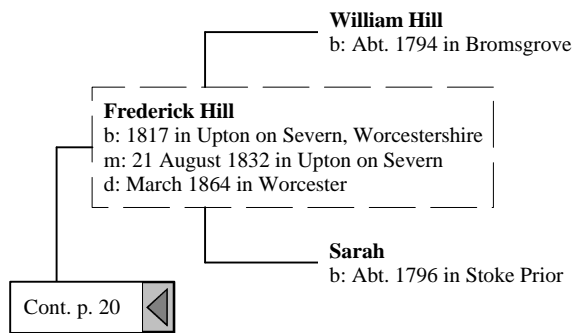 William Hill
b: Abt. 1794 in Bromsgrove
Frederick Hill
b: 1817 in Upton on Severn, Worcestershire
m: 21 August 1832 in Upton on Severn
d: March 1864 in Worcester
Sarah
b: Abt. 1796 in Stoke Prior
Cont. p. 20